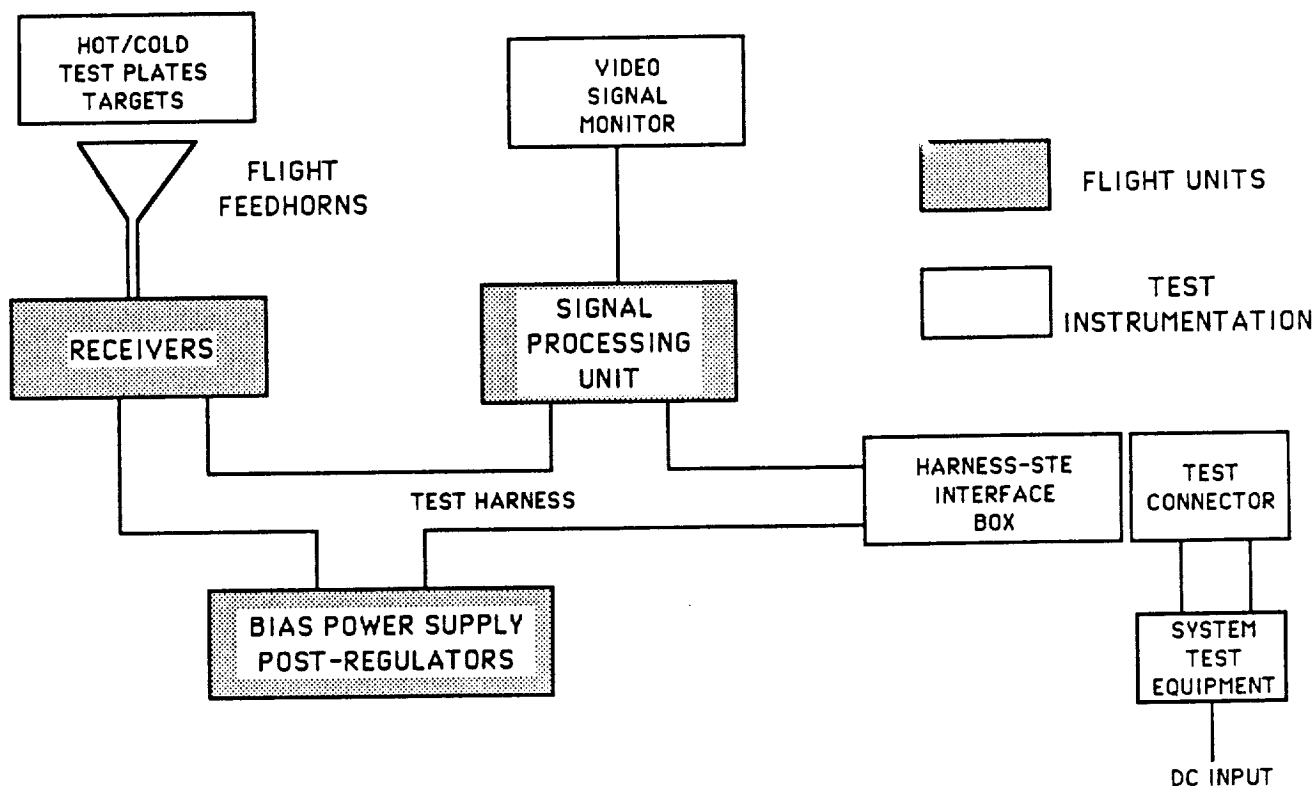 HOT/COLD
TEST PLATES
TARGETS
FLIGHT
FEEDHORNS
VIDEO
SIGNAL
MONITOR
FLIGHT UNITS
TEST
INSTRUMENTATION
RECEIVERS
SIGNAL
PROCESSING
UNIT
TEST HARNESS
HARNESS-STE
INTERFACE
BOX
TEST
CONNECTOR
BIAS POWER SUPPLY
POST-REGULATORS
SYSTEM
TEST
EQUIPMENT
DC INPUT